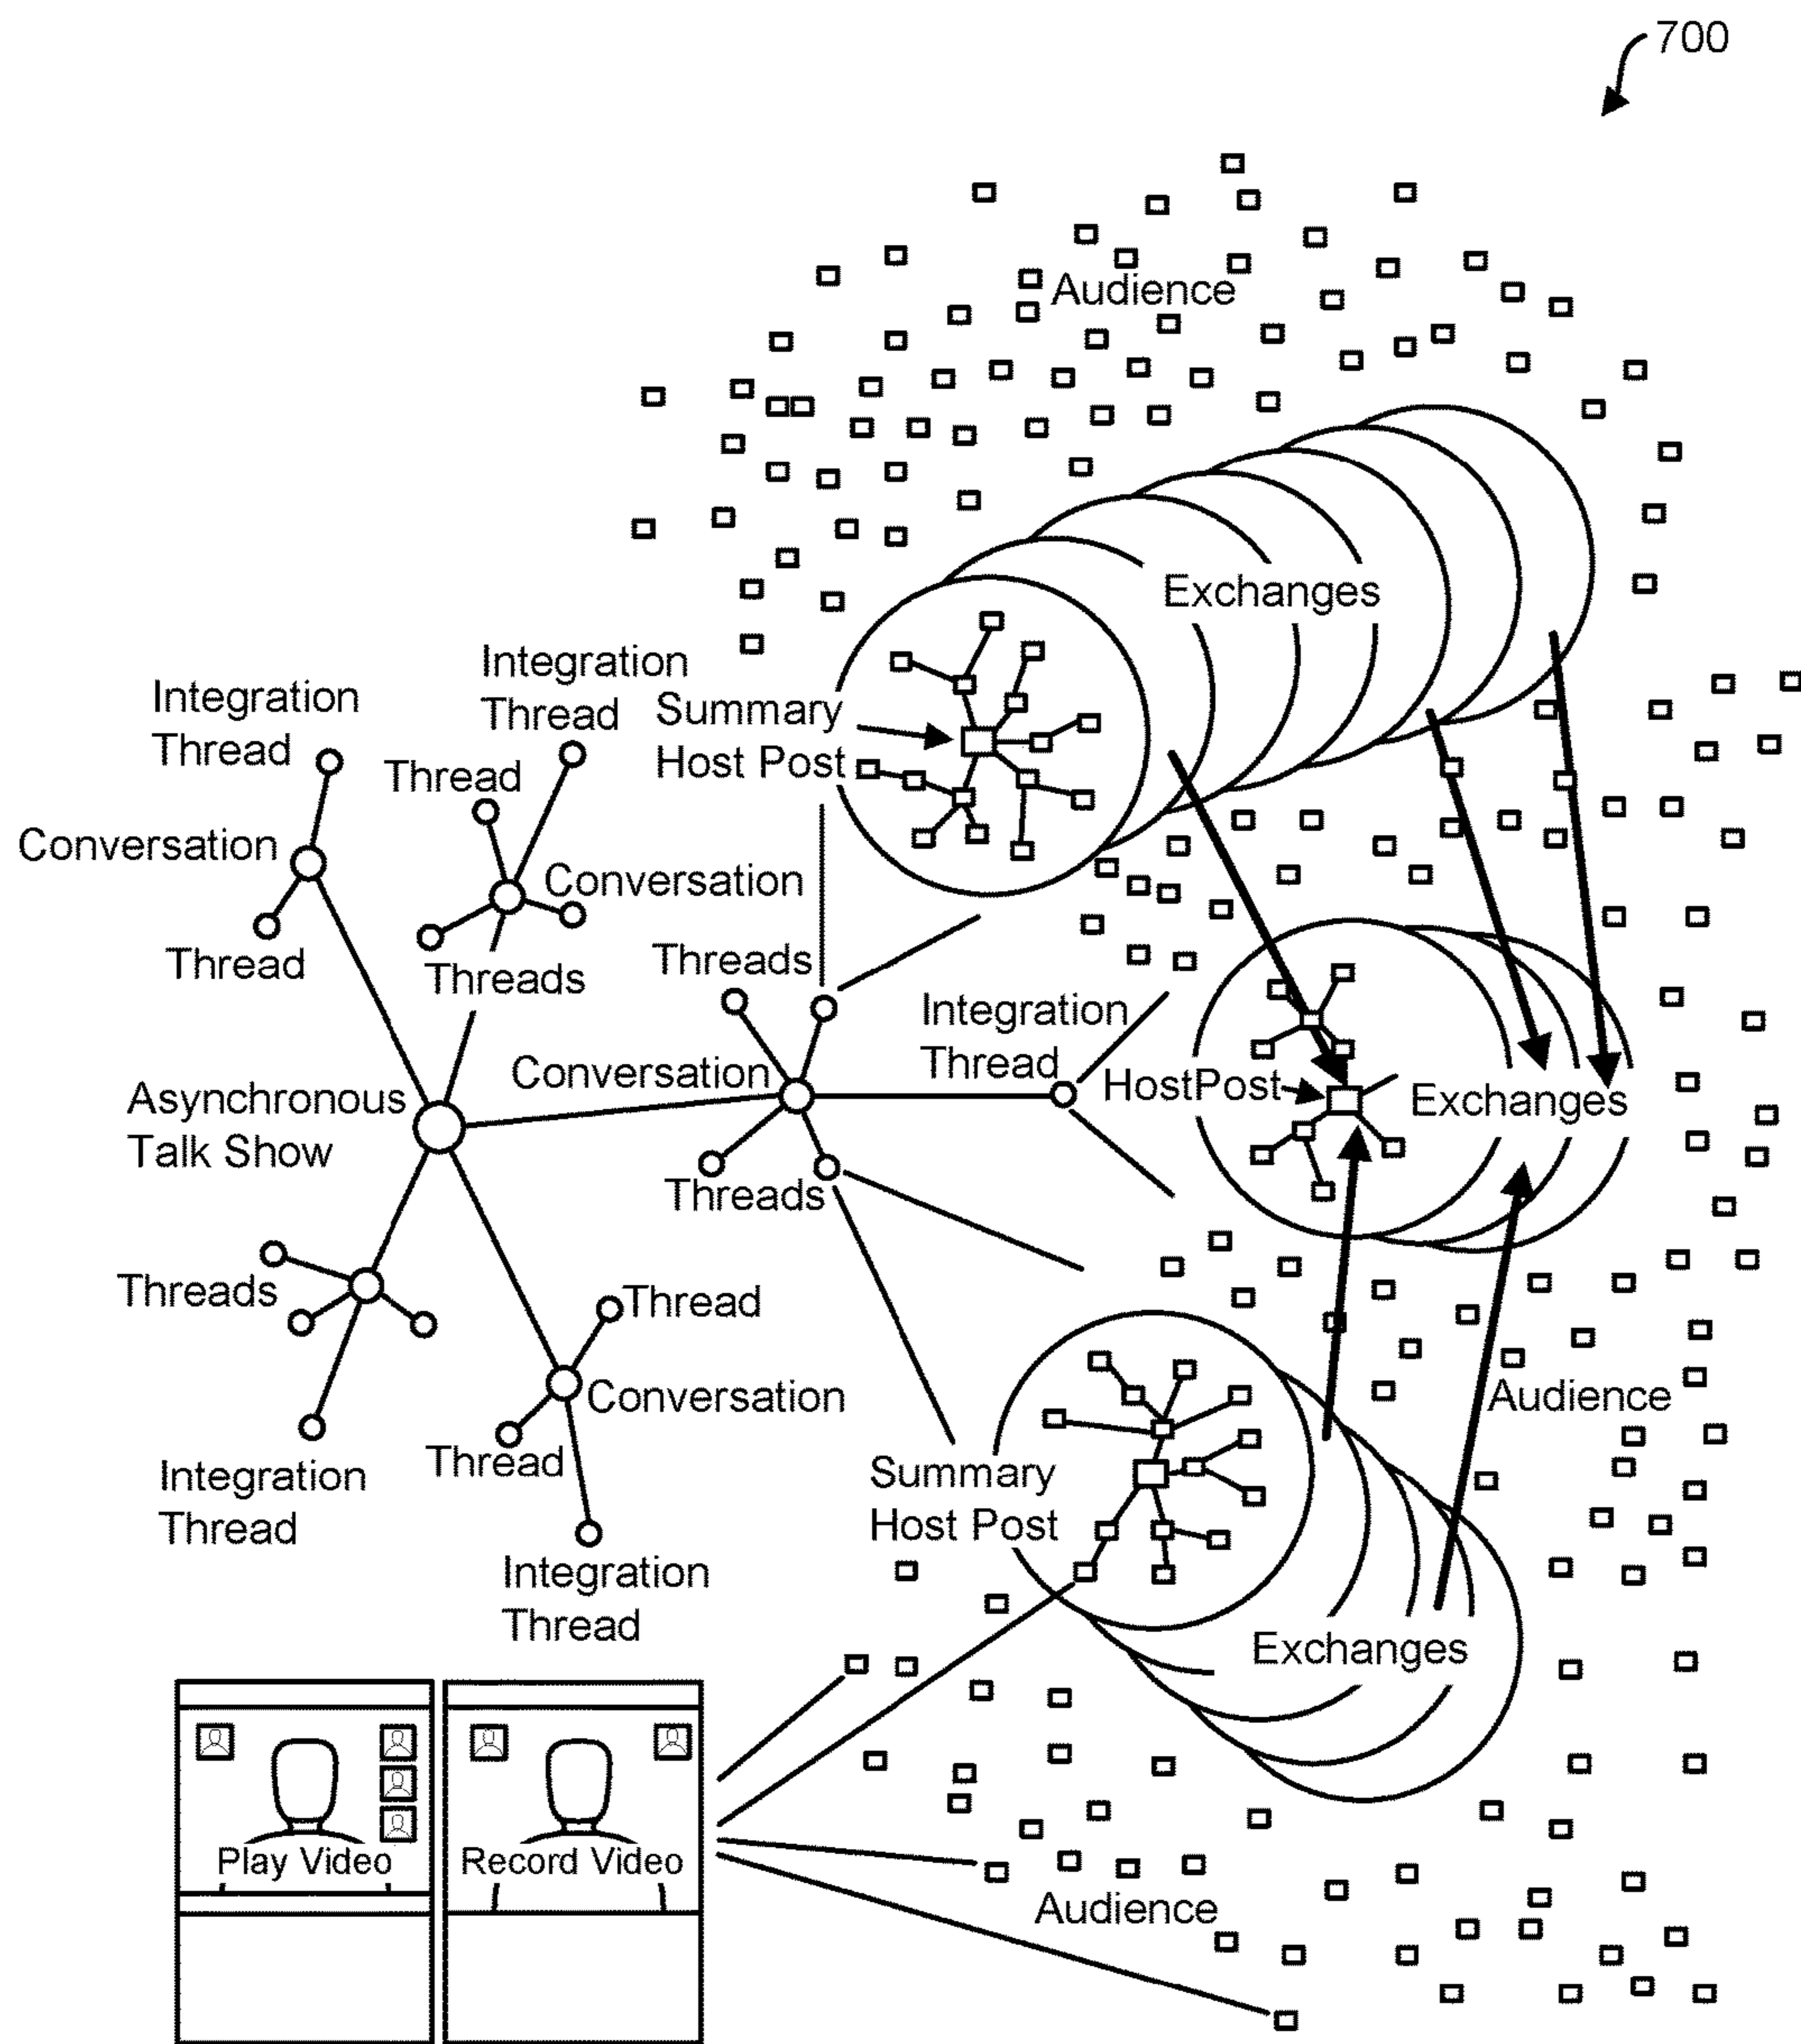 700
Audience
Exchanges
Integration
Thread
Integration
Thread
Summary
Host Post
Thread
Conversation
Conversation
Thread
Threads
Threads
Integration
Thread
Conversation
HostPost
Exchanges
Asynchronous
Talk Show
Threads
Threads
Thread
Conversation
Audience
Thread
Integration
Thread
Summary
Host Post
Integration
Thread
Exchanges
Play Video
Record Video
Audience